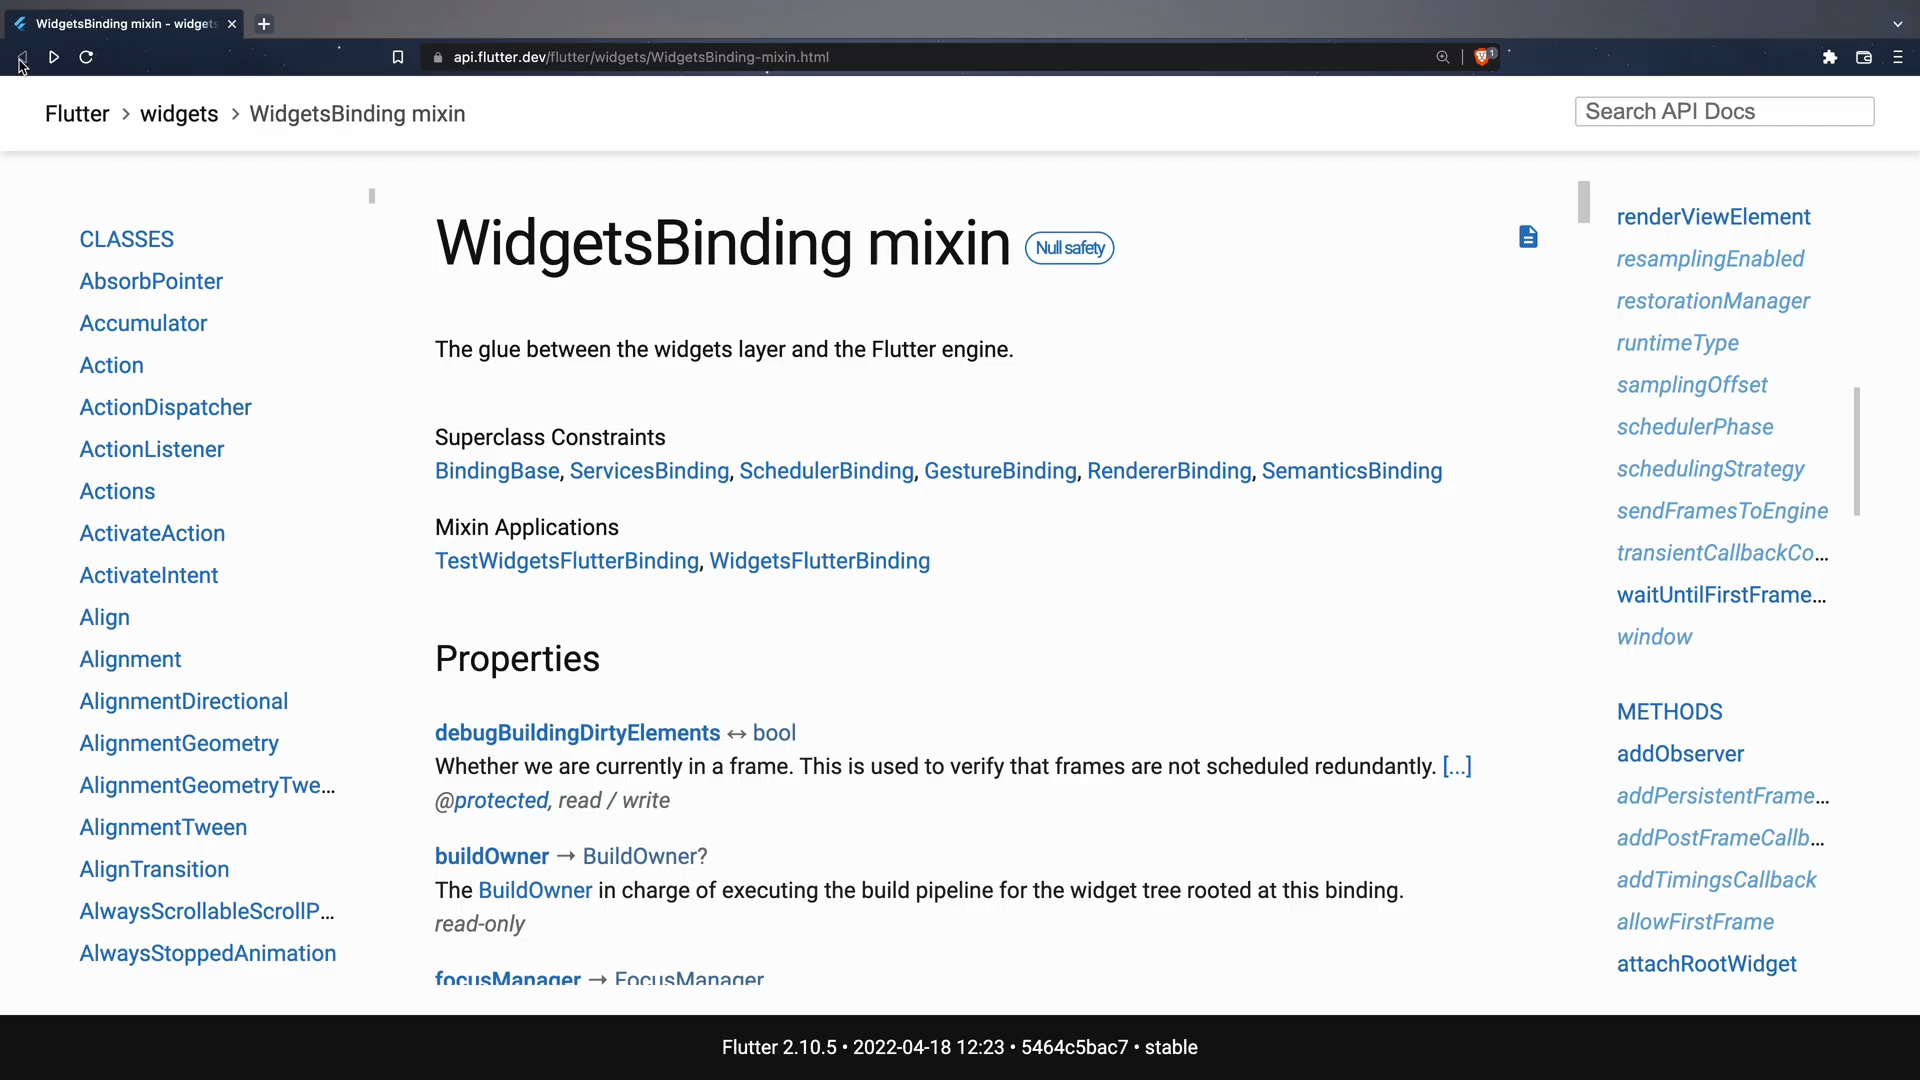 WidgetsBinding mixin - widgets
api.flutter.dev/flutter/widgets/WidgetsBinding-mixin.html
1
Flutter > widgets > WidgetsBinding mixin
Search API Docs
CLASSES
AbsorbPointer
Accumulator
Action
ActionDispatcher
ActionListener
Actions
ActivateAction
ActivateIntent
Align
Alignment
AlignmentDirectional
AlignmentGeometry
AlignmentGeometryTwe...
AlignmentTween
AlignTransition
AlwaysScrollableScrollP...
AlwaysStoppedAnimation
WidgetsBinding mixin Null safety
The glue between the widgets layer and the Flutter engine.
Superclass Constraints
BindingBase, ServicesBinding, SchedulerBinding, GestureBinding, RendererBinding, SemanticsBinding
Mixin Applications
TestWidgetsFlutterBinding, WidgetsFlutterBinding
Properties
debugBuildingDirtyElements ↔ bool
Whether we are currently in a frame. This is used to verify that frames are not scheduled redundantly. [...]
@protected, read / write
buildOwner → BuildOwner?
The BuildOwner in charge of executing the build pipeline for the widget tree rooted at this binding.
read-only
focusManager → FocusManager
renderViewElement
resamplingEnabled
restorationManager
runtimeType
samplingOffset
schedulerPhase
schedulingStrategy
sendFramesToEngine
transientCallbackCo...
waitUntilFirstFrame...
window
METHODS
addObserver
addPersistentFrame...
addPostFrameCallb...
addTimingsCallback
allowFirstFrame
attachRootWidget
Flutter 2.10.5 • 2022-04-18 12:23 • 5464c5bac7 • stable